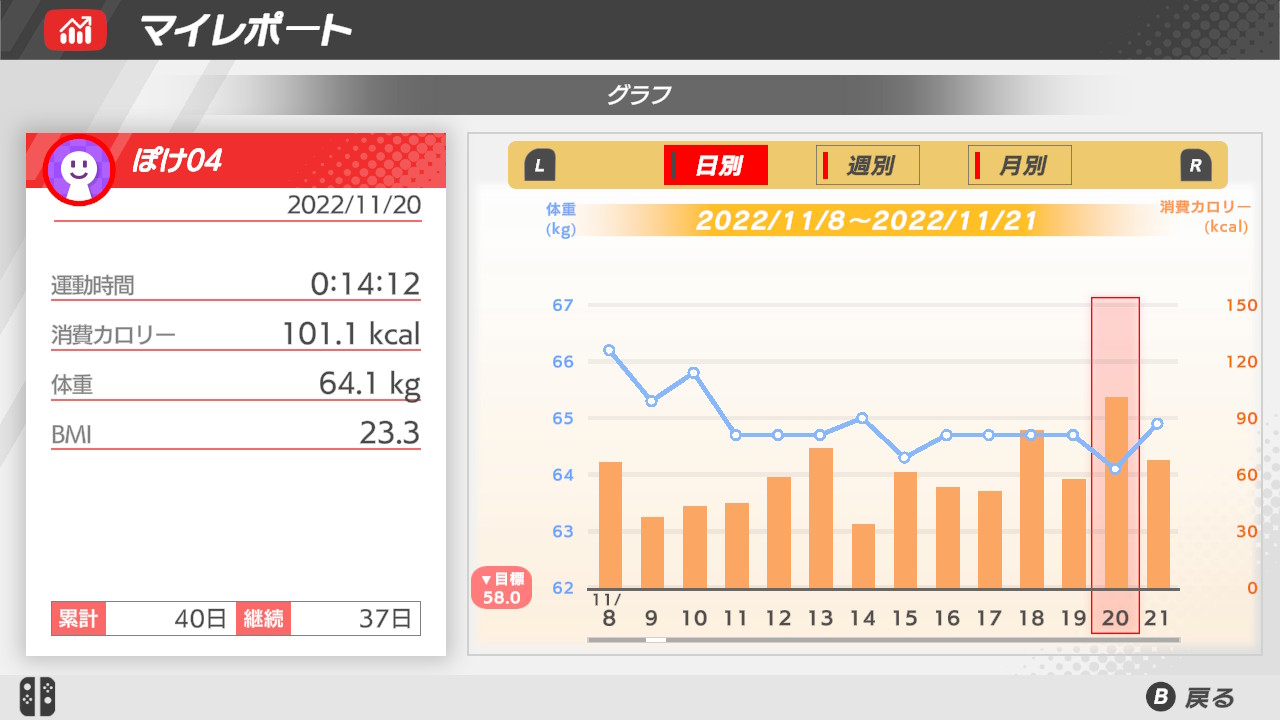 マイレポート
グラフ
ぽけ04
2022/11/20
運動時間 0:14:12
消費カロリー 101.1 kcal
体重 64.1 kg
BMI 23.3
累計 40日 継続 37日
L 日別 週別 月別 R
体重
(kg)
2022/11/8～2022/11/21
消費カロリー
(kcal)
67 150
66 120
65 90
64 60
63 30
62 0
▼目標
58.0
11/
8 9 10 11 12 13 14 15 16 17 18 19 20 21
B 戻る